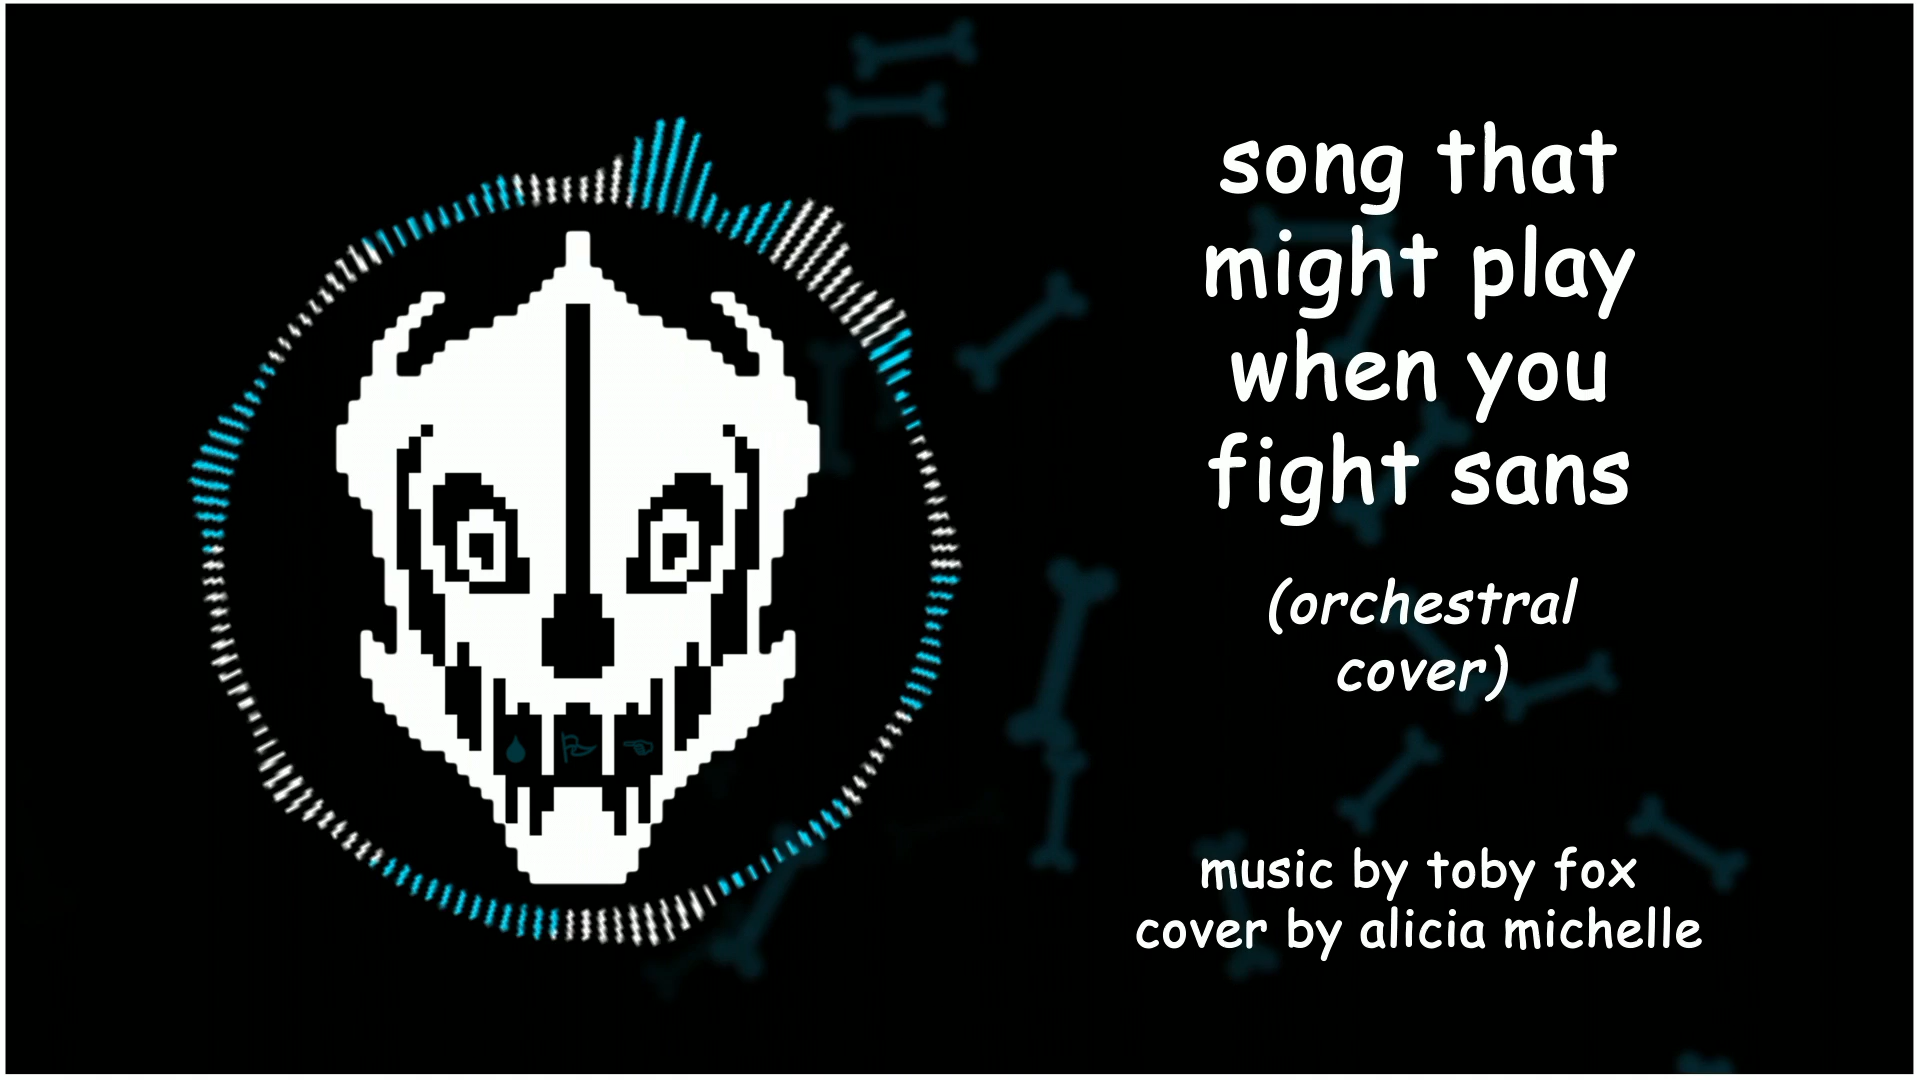 song that
might play
when you
fight sans
(orchestral
cover)
music by toby fox
cover by alicia michelle